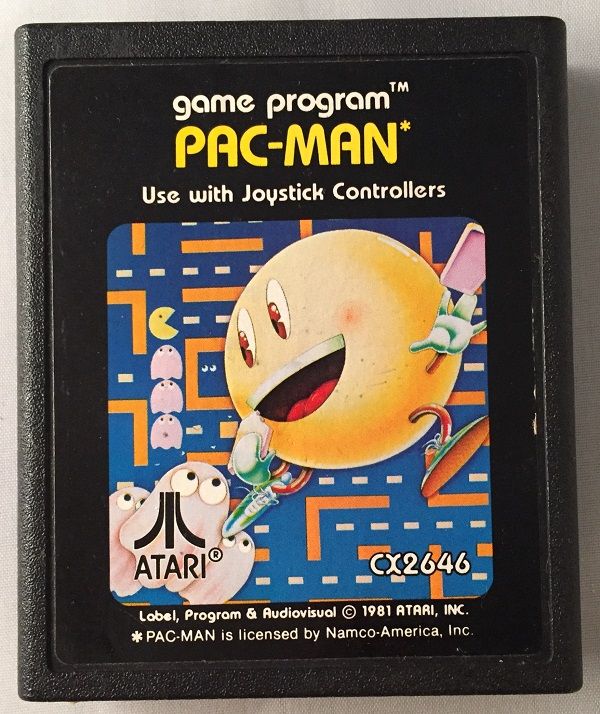 game program™
PAC-MAN*
Use with Joystick Controllers
ATARI®
CX2646
Label, Program & Audiovisual © 1981 ATARI, INC.
*PAC-MAN is licensed by Namco-America, Inc.